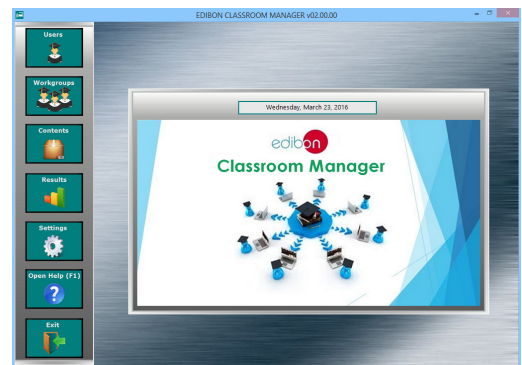 EDIBON CLASSROOM MANAGER v02.00.00
Users
Workgroups
Contents
Results
Settings
Open Help (F1)
Exit
Wednesday, March 23, 2016
edibon
Classroom Manager